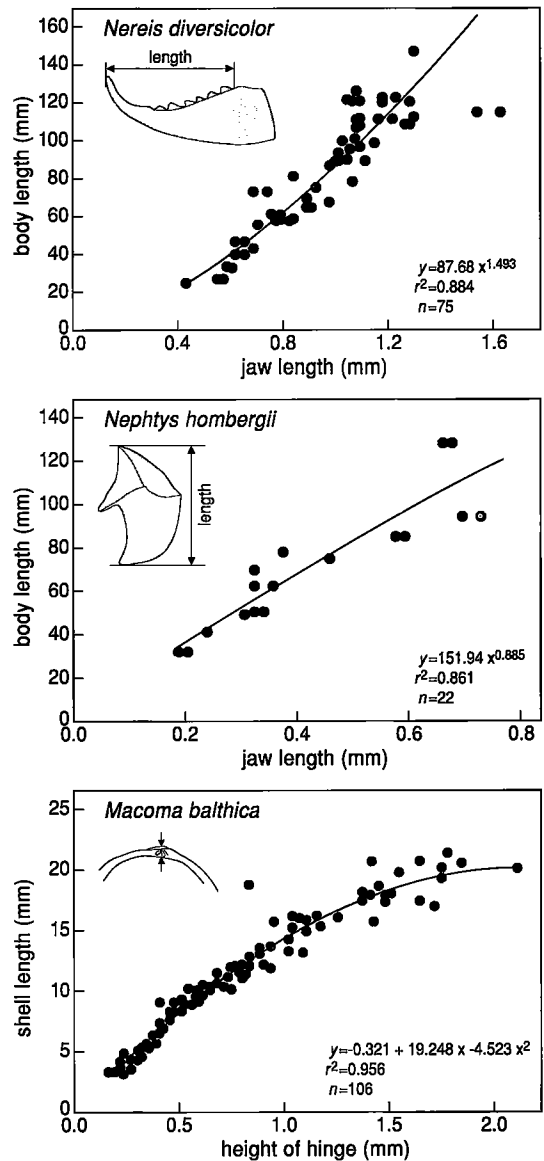 Nereis diversicolor
length
160
140
120
100
80
60
40
20
0
body length (mm)
0.0 0.4 0.8 1.2 1.6
jaw length (mm)
y=87.68 x^1.493
r²=0.884
n=75
Nephtys hombergii
length
140
120
100
80
60
40
20
0
body length (mm)
0.0 0.2 0.4 0.6 0.8
jaw length (mm)
y=151.94 x^0.885
r²=0.861
n=22
Macoma balthica
25
20
15
10
5
0
shell length (mm)
0.0 0.5 1.0 1.5 2.0
height of hinge (mm)
y=-0.321 + 19.248 x -4.523 x²
r²=0.956
n=106